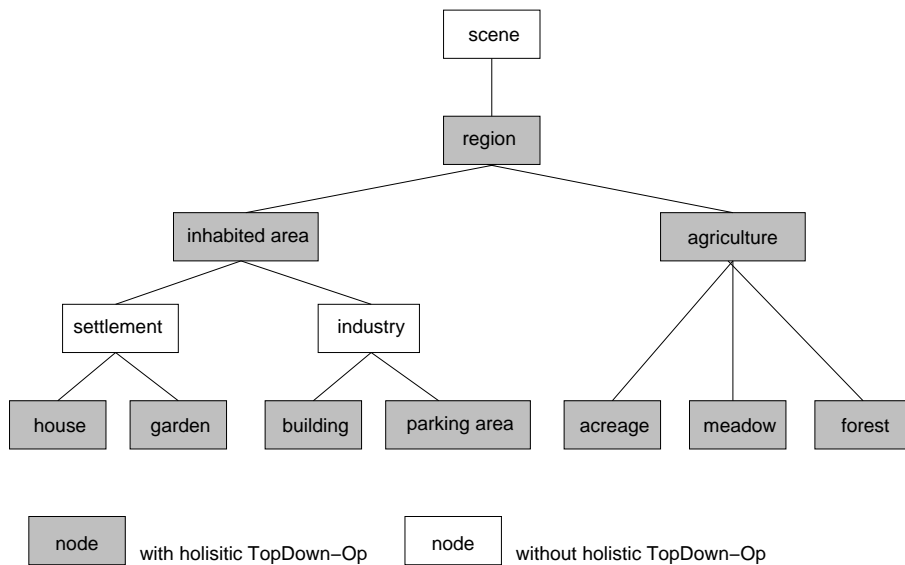 scene
region
inhabited area
agriculture
settlement
industry
house
garden
building
parking area
acreage
meadow
forest
node
with holisitic TopDown−Op
node
without holistic TopDown−Op